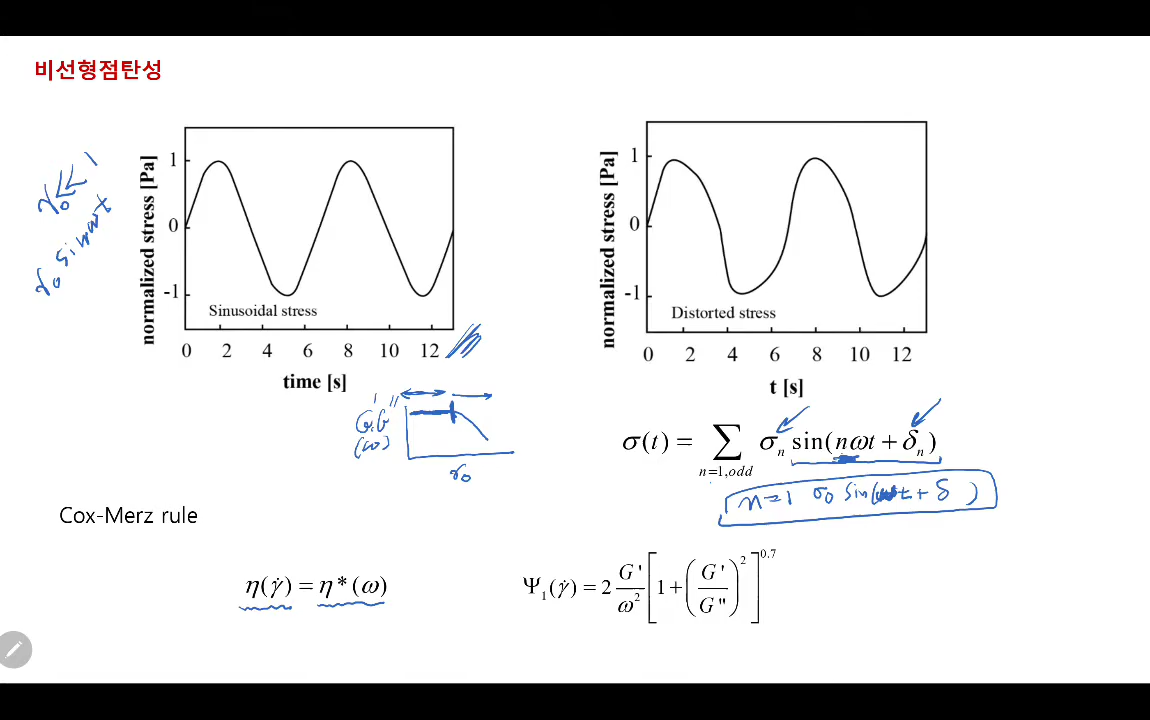 비선형점탄성
γ₀ << 1
γ₀ sin ωt
normalized stress [Pa]
1
0
-1
Sinusoidal stress
0 2 4 6 8 10 12
time [s]
normalized stress [Pa]
1
0
-1
Distorted stress
0 2 4 6 8 10 12
t [s]
G', G''
(ω)
γ₀
σ(t) = ∑ σₙ sin(nωt + δₙ)
n=1,odd
n=1 σ₀ sin(ωt + δ)
Cox-Merz rule
η(γ̇) = η*(ω)
Ψ₁(γ̇) = 2 G'/ω² [1 + (G'/G")²]^0.7